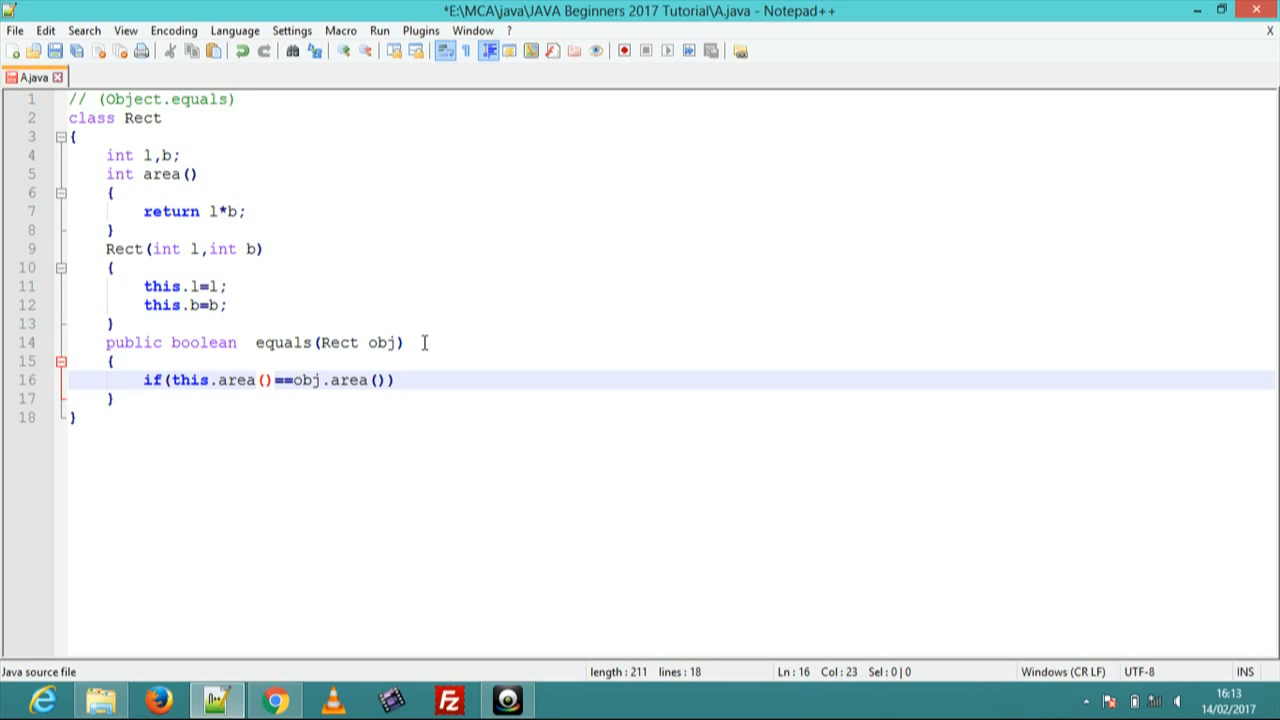 *E:\MCA\java\JAVA Beginners 2017 Tutorial\A.java - Notepad++
File Edit Search View Encoding Language Settings Macro Run Plugins Window ? X
A.java
1 // (Object.equals)
2 class Rect
3 {
4 int l,b;
5 int area()
6 {
7 return l*b;
8 }
9 Rect(int l,int b)
10 {
11 this.l=l;
12 this.b=b;
13 }
14 public boolean  equals(Rect obj)
15 {
16 if(this.area()==obj.area())
17 }
18 }
Java source file length : 211 lines : 18 Ln : 16 Col : 23 Sel : 0 | 0 Windows (CR LF) UTF-8 INS
16:13
14/02/2017